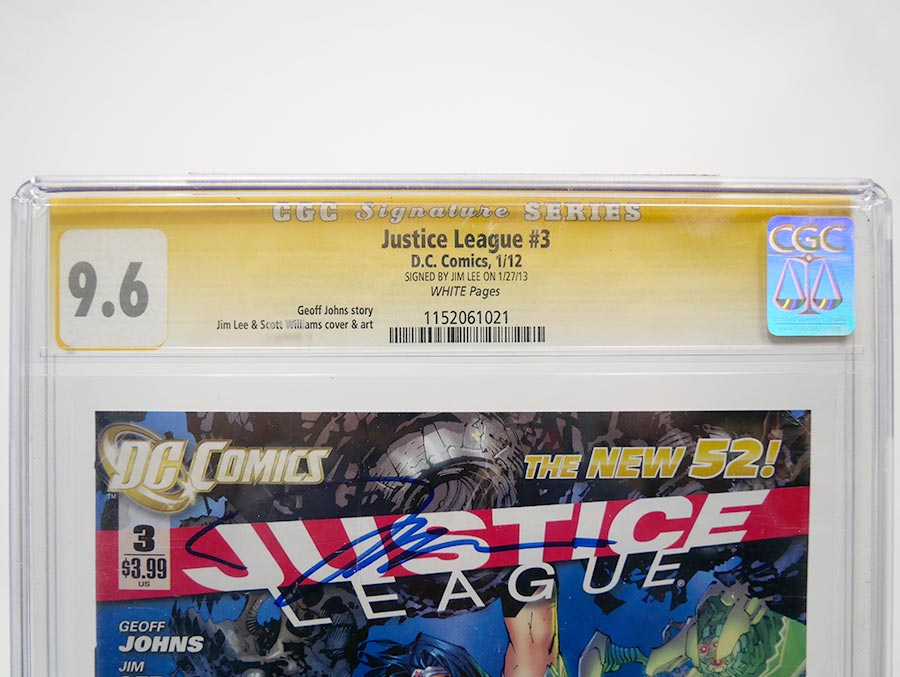 CGC Signature SERIES
9.6
Justice League #3
D.C. Comics, 1/12
SIGNED BY JIM LEE ON 1/27/13
WHITE Pages
Geoff Johns story
Jim Lee & Scott Williams cover & art
1152061021
CGC
DC COMICS™
THE NEW 52!
3
$3.99
US
JUSTICE
LEAGUE®
GEOFF
JOHNS
JIM